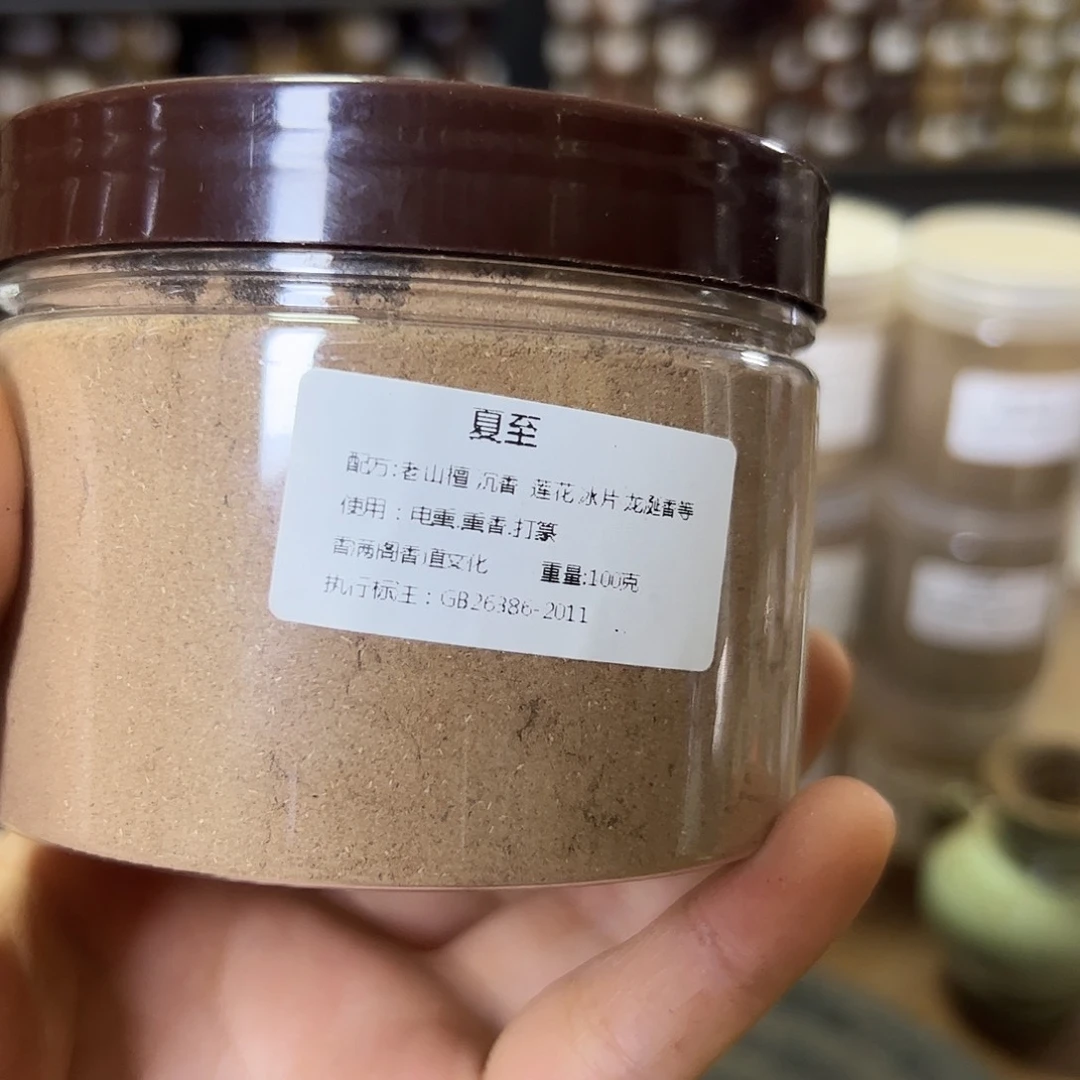 夏至
配方:老山檀 沉香 莲花 冰片 龙涎香等
使用：电熏.熏香.打篆
香满阁香道文化 重量:100克
执行标准：GB26386-2011